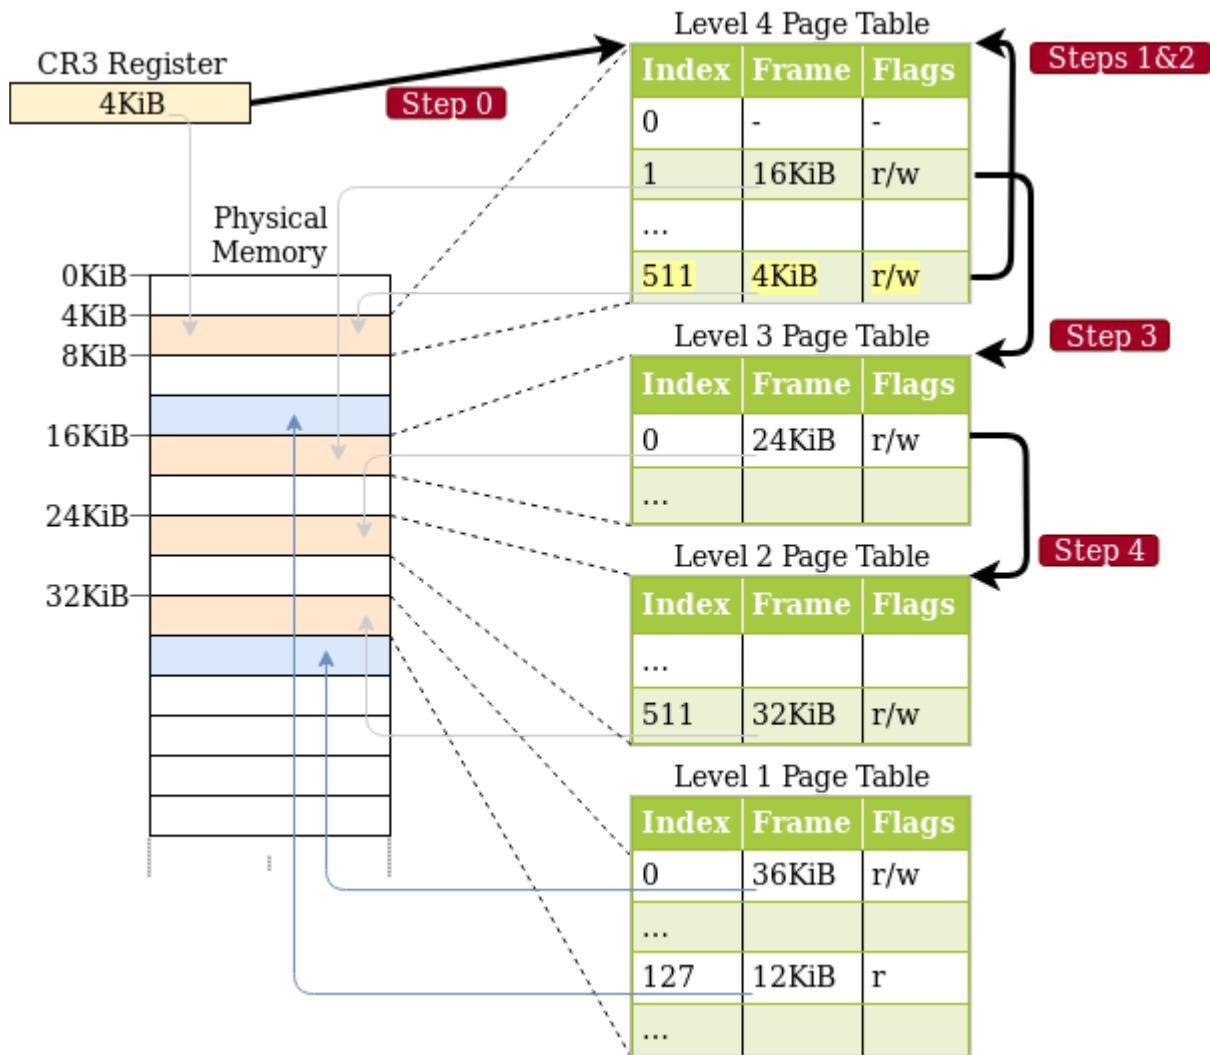 Level 4 Page Table
CR3 Register
4KiB
Step 0
Steps 1&2
Index Frame Flags
0 - -
1 16KiB r/w
...
511 4KiB r/w
Physical
Memory
0KiB
4KiB
8KiB
16KiB
24KiB
32KiB
Level 3 Page Table
Step 3
Index Frame Flags
0 24KiB r/w
...
Level 2 Page Table
Step 4
Index Frame Flags
...
511 32KiB r/w
Level 1 Page Table
Index Frame Flags
0 36KiB r/w
...
127 12KiB r
...